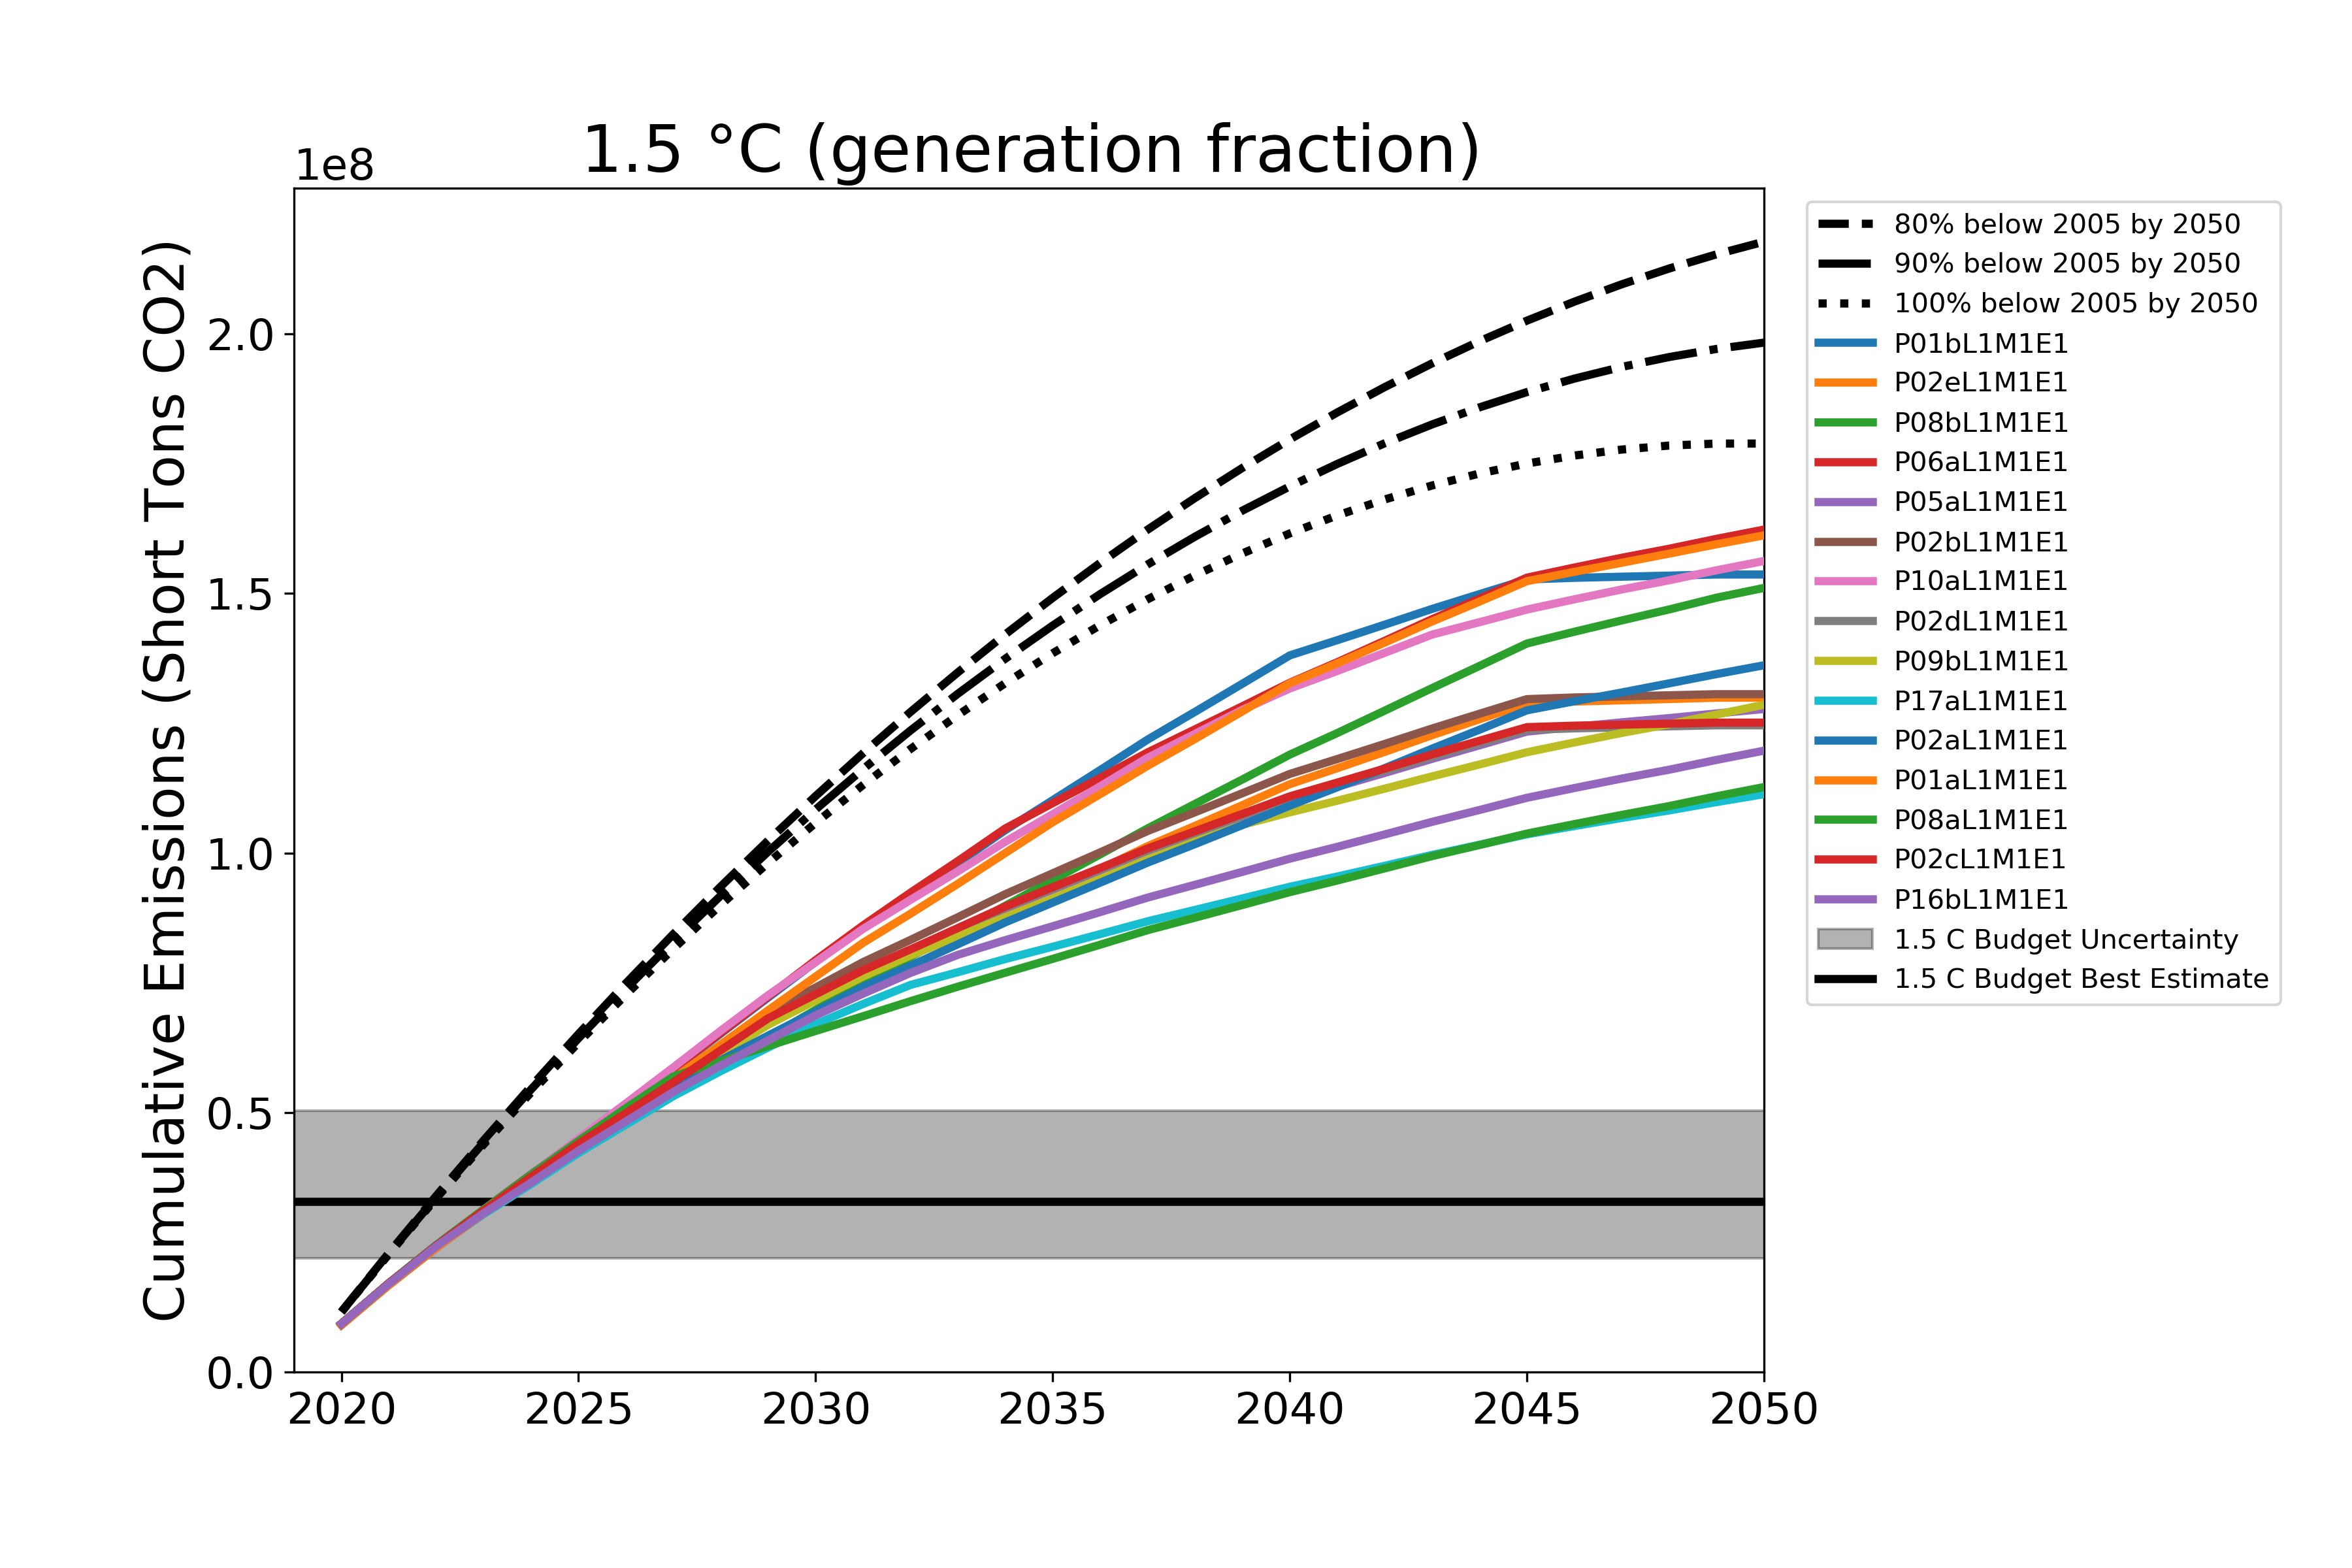 1.5 °C (generation fraction)
1e8
Cumulative Emissions (Short Tons CO2)
2.0
1.5
1.0
0.5
0.0
2020 2025 2030 2035 2040 2045 2050
80% below 2005 by 2050
90% below 2005 by 2050
100% below 2005 by 2050
P01bL1M1E1
P02eL1M1E1
P08bL1M1E1
P06aL1M1E1
P05aL1M1E1
P02bL1M1E1
P10aL1M1E1
P02dL1M1E1
P09bL1M1E1
P17aL1M1E1
P02aL1M1E1
P01aL1M1E1
P08aL1M1E1
P02cL1M1E1
P16bL1M1E1
1.5 C Budget Uncertainty
1.5 C Budget Best Estimate